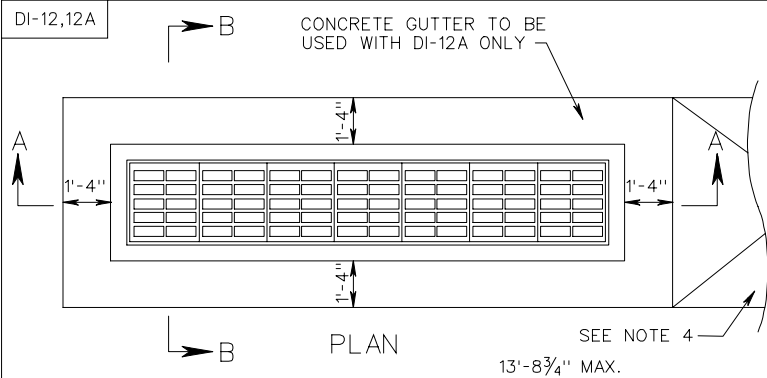 DI-12,12A
B
CONCRETE GUTTER TO BE
USED WITH DI-12A ONLY
1'-4"
A
A
1'-4"
1'-4"
1'-4"
B
PLAN
SEE NOTE 4
13'-8¾" MAX.